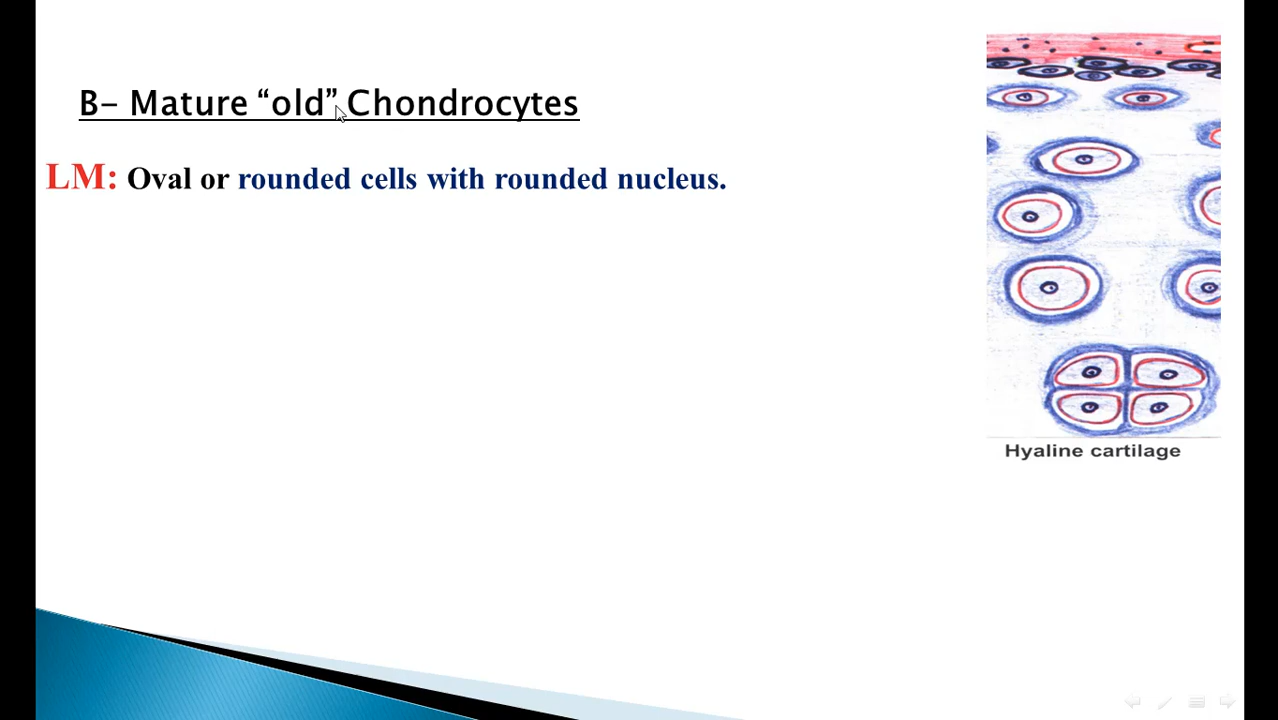 B- Mature “old” Chondrocytes
LM: Oval or rounded cells with rounded nucleus.
Hyaline cartilage